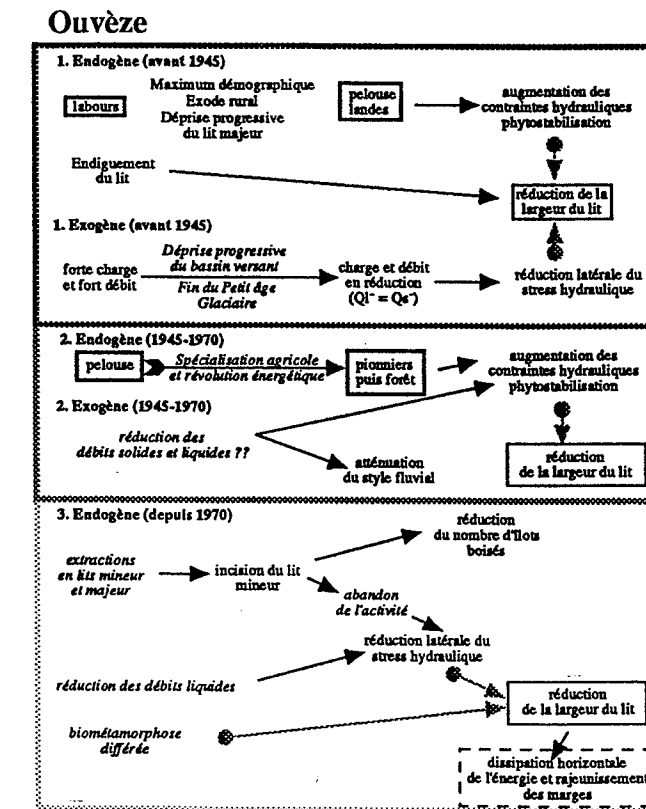 Ouvèze
1. Endogène (avant 1945)
labours
Maximum démographique
Exode rural
Déprise progressive
du lit majeur
pelouse
landes
augmentation des
contraintes hydrauliques
phytostabilisation
Endiguement
du lit
réduction de la
largeur du lit
1. Exogène (avant 1945)
forte charge
et fort débit
Déprise progressive
du bassin versant
Fin du Petit âge
Glaciaire
charge et débit
en réduction
(Ql⁻ = Qs⁻)
réduction latérale du
stress hydraulique
2. Endogène (1945-1970)
pelouse
Spécialisation agricole
et révolution énergétique
pionniers
puis forêt
augmentation des
contraintes hydrauliques
phytostabilisation
2. Exogène (1945-1970)
réduction des
débits solides et liquides ??
atténuation
du style fluvial
réduction
de la largeur du lit
3. Endogène (depuis 1970)
extractions
en lits mineur
et majeur
incision du lit
mineur
réduction
du nombre d'îlots
boisés
abandon
de l'activité
réduction latérale du
stress hydraulique
réduction des débits liquides
biométamorphose
différée
réduction
de la largeur du lit
dissipation horizontale
de l'énergie et rajeunissement
des marges